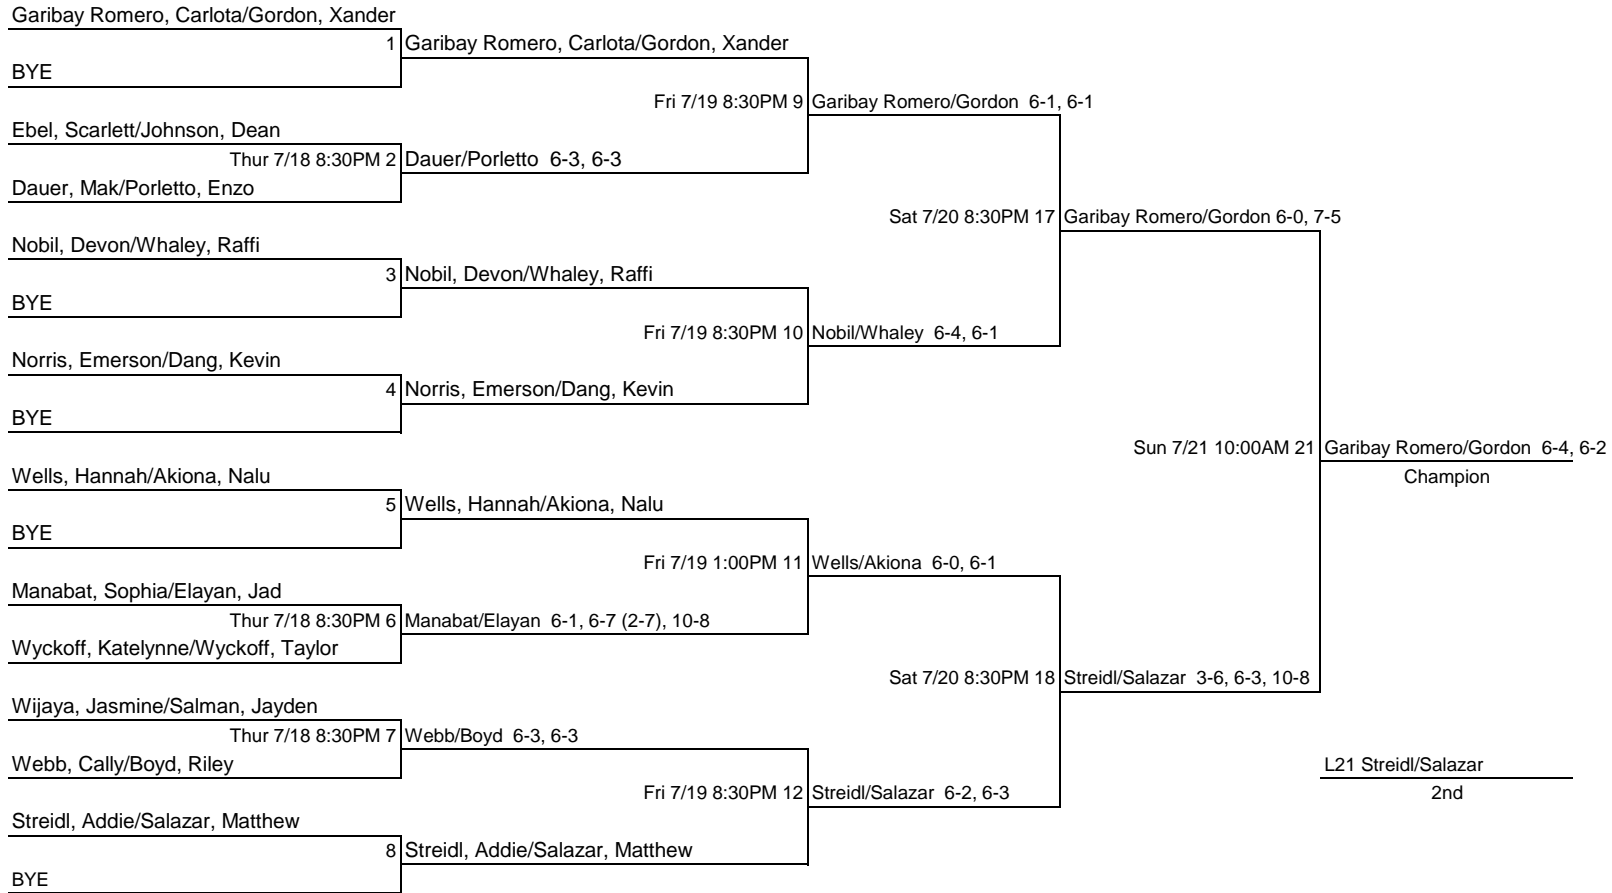 Garibay Romero, Carlota/Gordon, Xander
1 Garibay Romero, Carlota/Gordon, Xander
BYE
Fri 7/19 8:30PM 9 Garibay Romero/Gordon 6-1, 6-1
Ebel, Scarlett/Johnson, Dean
Thur 7/18 8:30PM 2 Dauer/Porletto 6-3, 6-3
Dauer, Mak/Porletto, Enzo
Sat 7/20 8:30PM 17 Garibay Romero/Gordon 6-0, 7-5
Nobil, Devon/Whaley, Raffi
3 Nobil, Devon/Whaley, Raffi
BYE
Fri 7/19 8:30PM 10 Nobil/Whaley 6-4, 6-1
Norris, Emerson/Dang, Kevin
4 Norris, Emerson/Dang, Kevin
BYE
Sun 7/21 10:00AM 21 Garibay Romero/Gordon 6-4, 6-2
Champion
Wells, Hannah/Akiona, Nalu
5 Wells, Hannah/Akiona, Nalu
BYE
Fri 7/19 1:00PM 11 Wells/Akiona 6-0, 6-1
Manabat, Sophia/Elayan, Jad
Thur 7/18 8:30PM 6 Manabat/Elayan 6-1, 6-7 (2-7), 10-8
Wyckoff, Katelynne/Wyckoff, Taylor
Sat 7/20 8:30PM 18 Streidl/Salazar 3-6, 6-3, 10-8
Wijaya, Jasmine/Salman, Jayden
Thur 7/18 8:30PM 7 Webb/Boyd 6-3, 6-3
Webb, Cally/Boyd, Riley
L21 Streidl/Salazar
Fri 7/19 8:30PM 12 Streidl/Salazar 6-2, 6-3
2nd
Streidl, Addie/Salazar, Matthew
8 Streidl, Addie/Salazar, Matthew
BYE